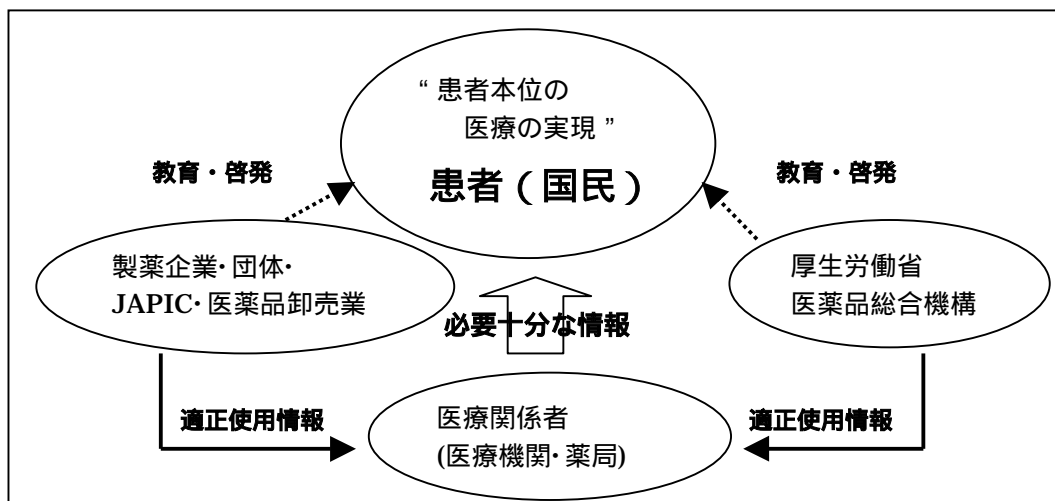 “ 患者本位の
医療の実現 ”
患者 ( 国民 )
教育・啓発
教育・啓発
製薬企業・団体・
JAPIC・医薬品卸売業
厚生労働省
医薬品総合機構
必要十分な情報
適正使用情報
医療関係者
(医療機関・薬局)
適正使用情報